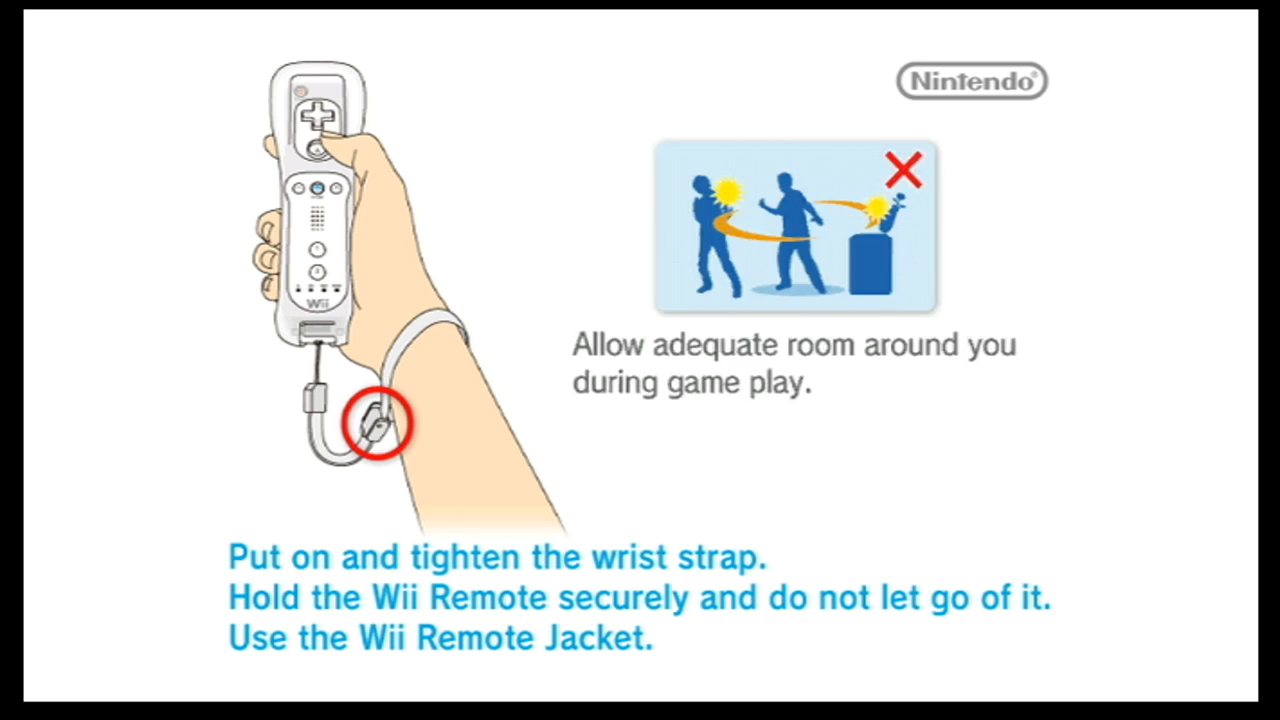 Nintendo®
Allow adequate room around you
during game play.
Wii
Put on and tighten the wrist strap.
Hold the Wii Remote securely and do not let go of it.
Use the Wii Remote Jacket.